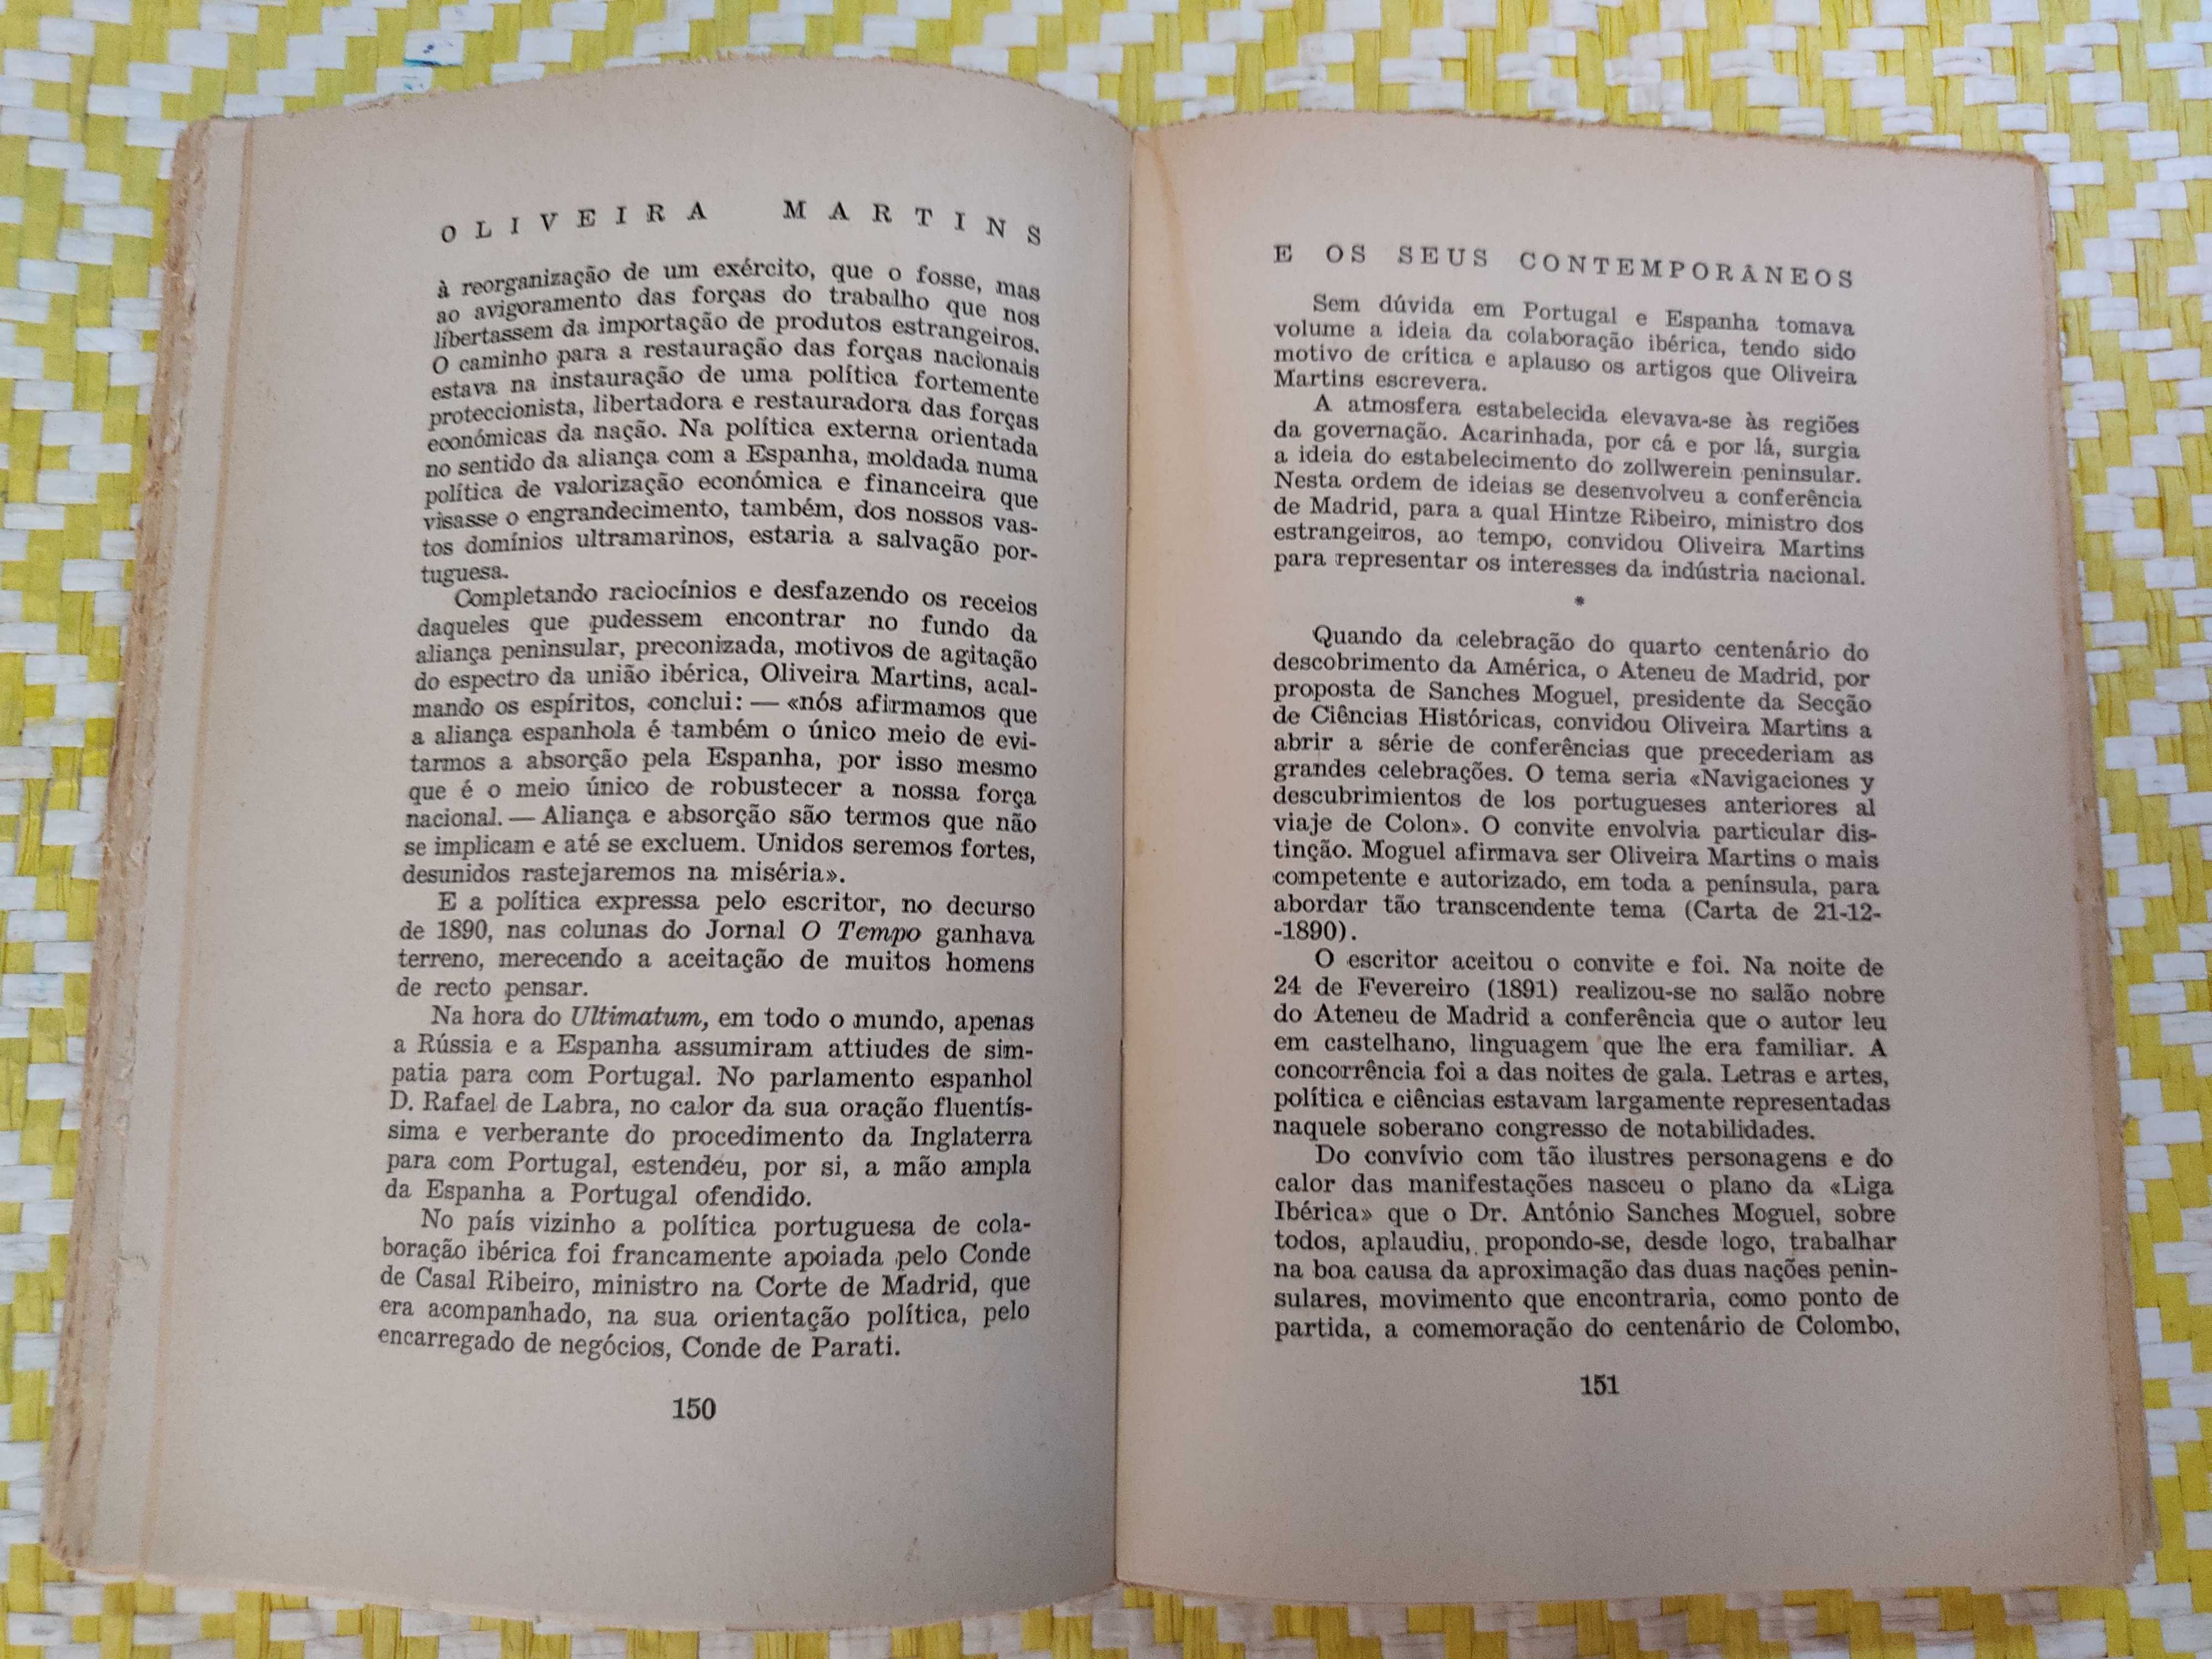 OLIVEIRA MARTINS
à reorganização de um exército, que o fosse, mas
ao avigoramento das forças do trabalho que nos
libertassem da importação de produtos estrangeiros.
O caminho para a restauração das forças nacionais
estava na instauração de uma política fortemente
proteccionista, libertadora e restauradora das forças
económicas da nação. Na política externa orientada
no sentido da aliança com a Espanha, moldada numa
política de valorização económica e financeira que
visasse o engrandecimento, também, dos nossos vas-
tos domínios ultramarinos, estaria a salvação por-
tuguesa.
Completando raciocínios e desfazendo os receios
daqueles que pudessem encontrar no fundo da
aliança peninsular, preconizada, motivos de agitação
do espectro da união ibérica, Oliveira Martins, acal-
mando os espíritos, conclui: — «nós afirmamos que
a aliança espanhola é também o único meio de evi-
tarmos a absorção pela Espanha, por isso mesmo
que é o meio único de robustecer a nossa força
nacional. — Aliança e absorção são termos que não
se implicam e até se excluem. Unidos seremos fortes,
desunidos rastejaremos na miséria».
E a política expressa pelo escritor, no decurso
de 1890, nas colunas do Jornal O Tempo ganhava
terreno, merecendo a aceitação de muitos homens
de recto pensar.
Na hora do Ultimatum, em todo o mundo, apenas
a Rússia e a Espanha assumiram attiudes de sim-
patia para com Portugal. No parlamento espanhol
D. Rafael de Labra, no calor da sua oração fluentís-
sima e verberante do procedimento da Inglaterra
para com Portugal, estendeu, por si, a mão ampla
da Espanha a Portugal ofendido.
No país vizinho a política portuguesa de cola-
boração ibérica foi francamente apoiada pelo Conde
de Casal Ribeiro, ministro na Corte de Madrid, que
era acompanhado, na sua orientação política, pelo
encarregado de negócios, Conde de Parati.
150
E OS SEUS CONTEMPORÂNEOS
Sem dúvida em Portugal e Espanha tomava
volume a ideia da colaboração ibérica, tendo sido
motivo de crítica e aplauso os artigos que Oliveira
Martins escrevera.
A atmosfera estabelecida elevava-se às regiões
da governação. Acarinhada, por cá e por lá, surgia
a ideia do estabelecimento do zollwerein peninsular.
Nesta ordem de ideias se desenvolveu a conferência
de Madrid, para a qual Hintze Ribeiro, ministro dos
estrangeiros, ao tempo, convidou Oliveira Martins
para representar os interesses da indústria nacional.
*
Quando da celebração do quarto centenário do
descobrimento da América, o Ateneu de Madrid, por
proposta de Sanches Moguel, presidente da Secção
de Ciências Históricas, convidou Oliveira Martins a
abrir a série de conferências que precederiam as
grandes celebrações. O tema seria «Navigaciones y
descubrimientos de los portugueses anteriores al
viaje de Colon». O convite envolvia particular dis-
tinção. Moguel afirmava ser Oliveira Martins o mais
competente e autorizado, em toda a península, para
abordar tão transcendente tema (Carta de 21-12-
-1890).
O escritor aceitou o convite e foi. Na noite de
24 de Fevereiro (1891) realizou-se no salão nobre
do Ateneu de Madrid a conferência que o autor leu
em castelhano, linguagem que lhe era familiar. A
concorrência foi a das noites de gala. Letras e artes,
política e ciências estavam largamente representadas
naquele soberano congresso de notabilidades.
Do convívio com tão ilustres personagens e do
calor das manifestações nasceu o plano da «Liga
Ibérica» que o Dr. António Sanches Moguel, sobre
todos, aplaudiu, propondo-se, desde logo, trabalhar
na boa causa da aproximação das duas nações penin-
sulares, movimento que encontraria, como ponto de
partida, a comemoração do centenário de Colombo,
151